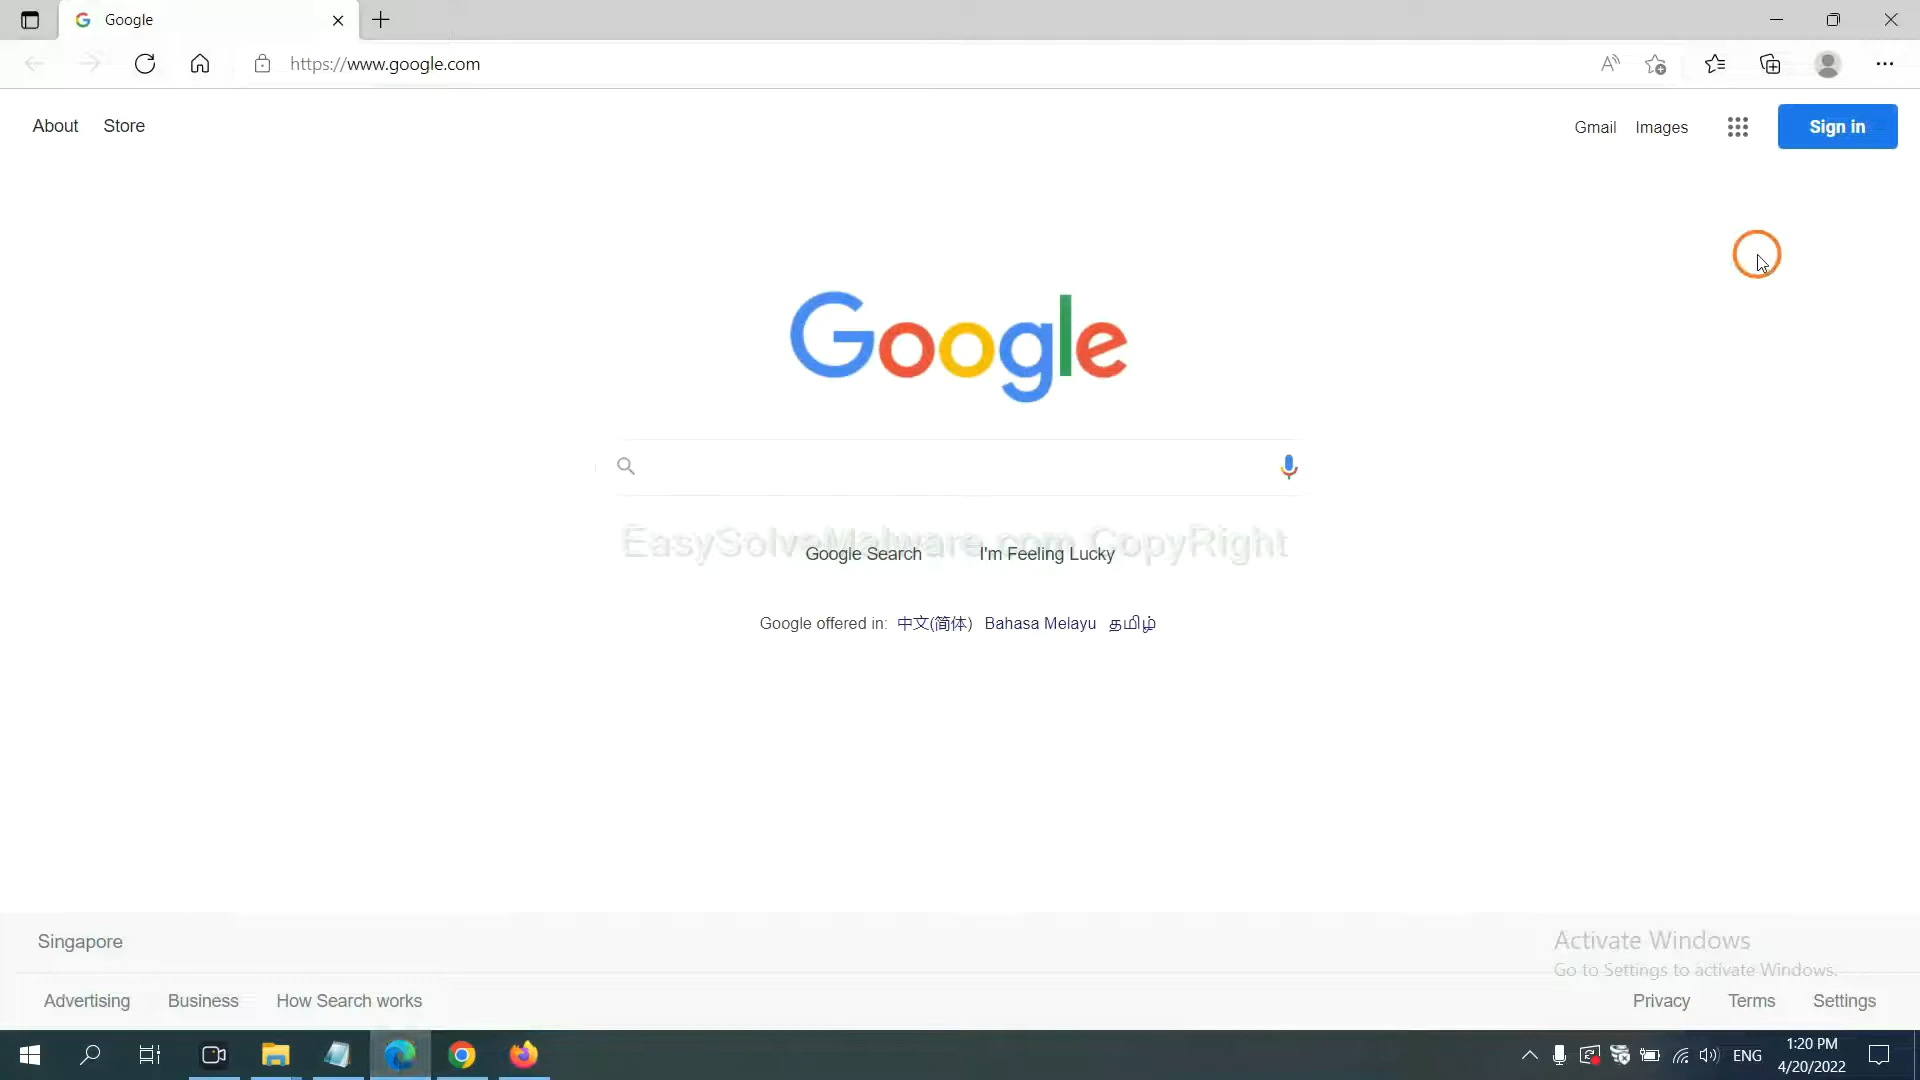 Google
https://www.google.com
About Store
Gmail Images Sign in
Google
EasySolveMalware.com CopyRight
Google Search I'm Feeling Lucky
Google offered in: 中文(简体) Bahasa Melayu தமிழ்
Singapore
Activate Windows
Go to Settings to activate Windows.
Advertising Business How Search works
Privacy Terms Settings
ENG
1:20 PM
4/20/2022